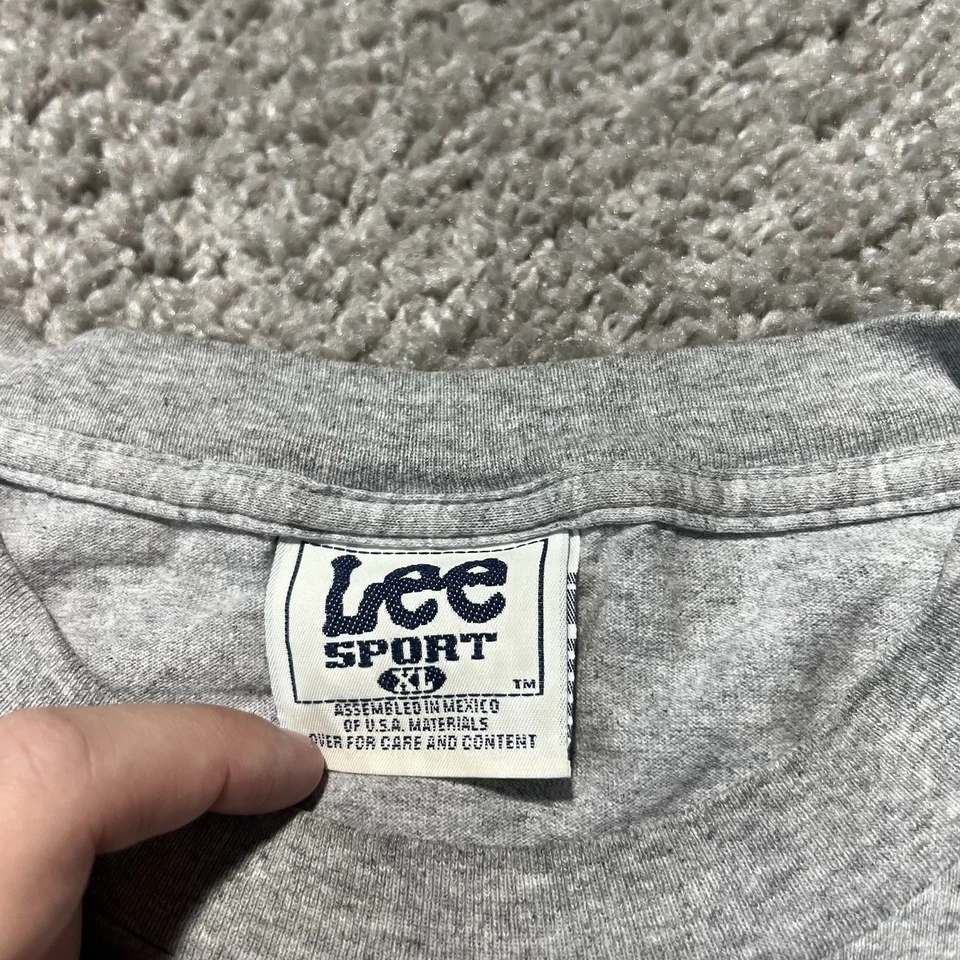 Lee
SPORT
XL
TM
ASSEMBLED IN MEXICO
OF U.S.A. MATERIALS
OVER FOR CARE AND CONTENT